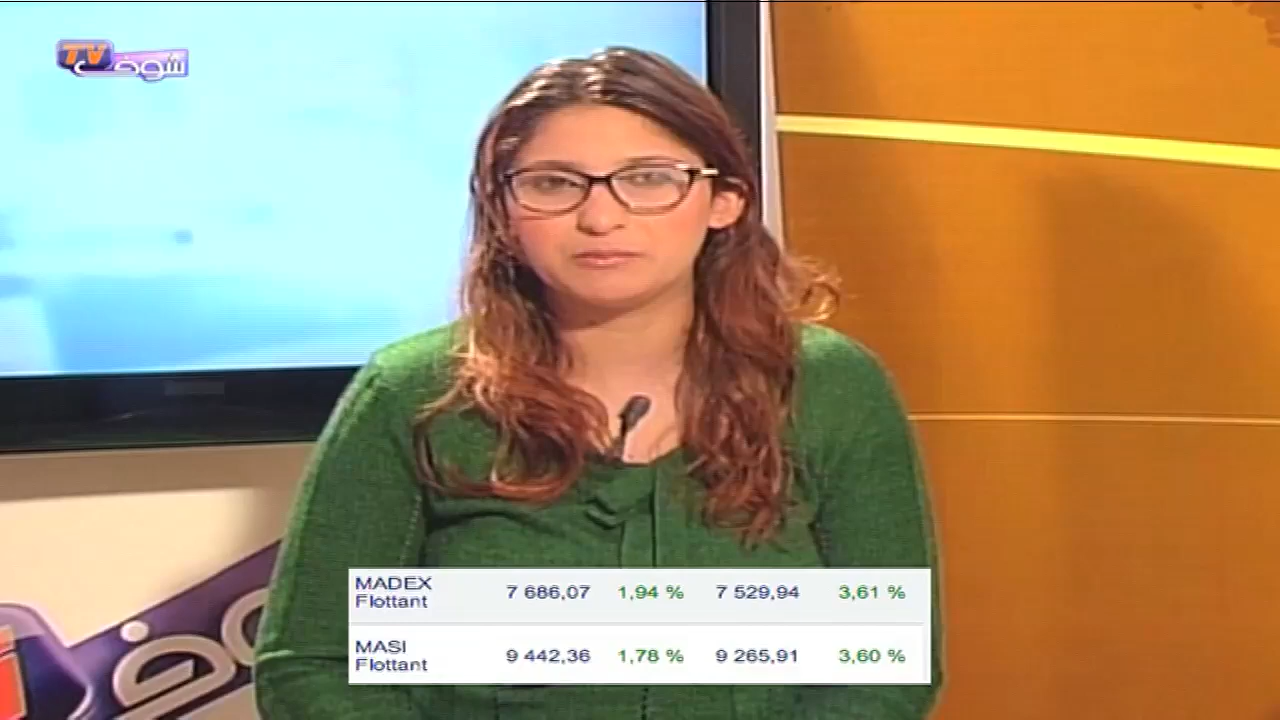 TV
شوف
MADEX
Flottant
7 686,07 1,94 % 7 529,94 3,61 %
MASI
Flottant
9 442,36 1,78 % 9 265,91 3,60 %